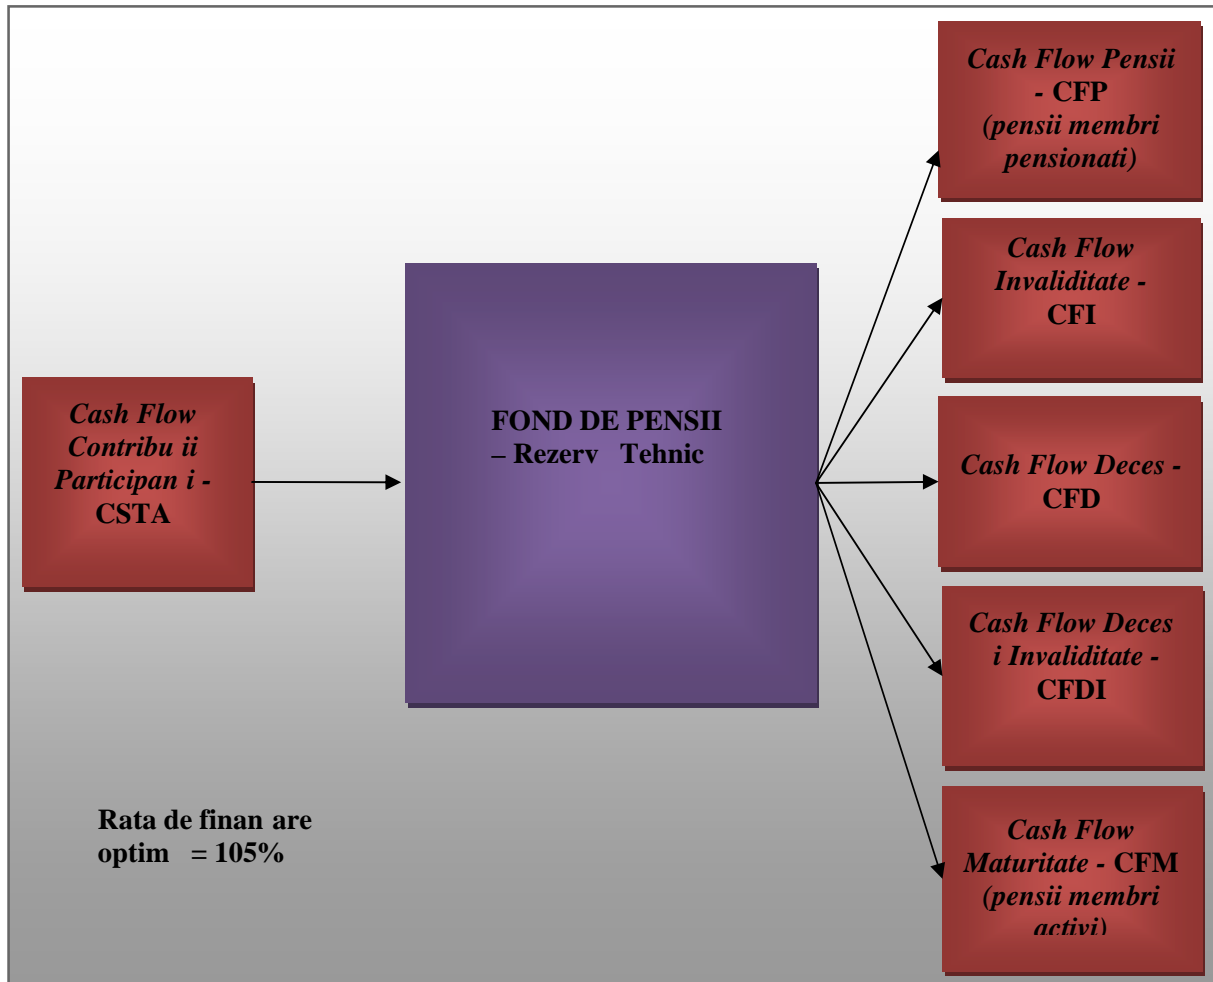 Cash Flow
Contribu ii
Participan i -
CSTA
FOND DE PENSII
– Rezerv Tehnic
Cash Flow Pensii
- CFP
(pensii membri
pensionati)
Cash Flow
Invaliditate -
CFI
Cash Flow Deces -
CFD
Cash Flow Deces
i Invaliditate -
CFDI
Cash Flow
Maturitate - CFM
(pensii membri
activi)
Rata de finan are
optim = 105%